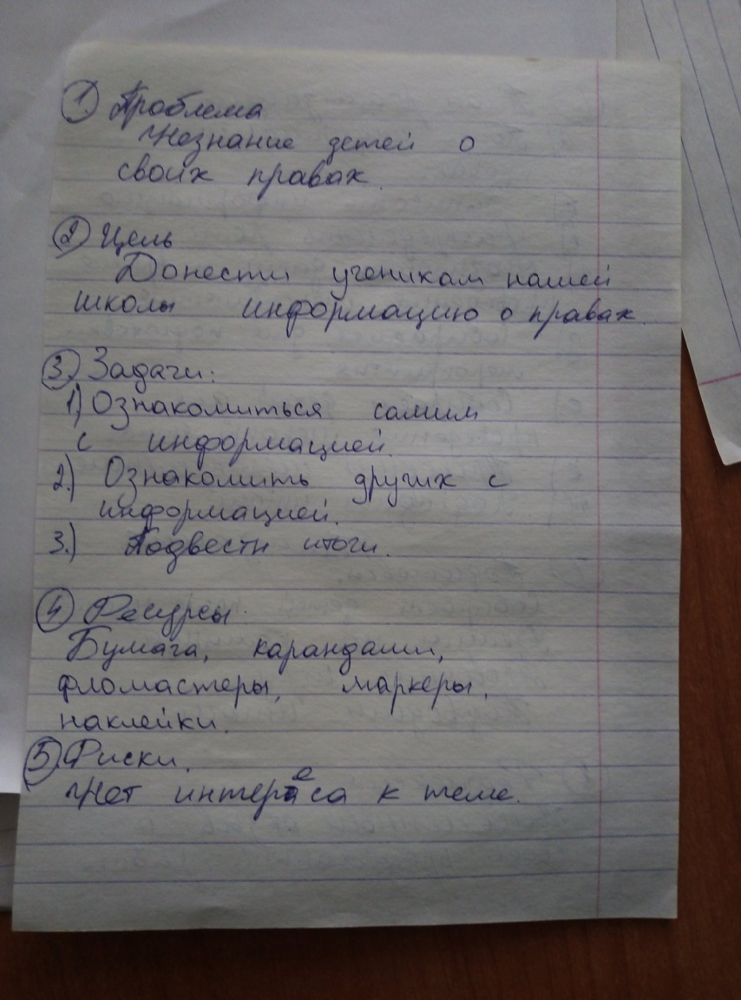 1. Проблема
Незнание детей о
своих правах.
2 Цель
Донести ученикам нашей
школы информацию о правах.
3. Задачи:
1) Ознакомиться самим
с информацией.
2.) Ознакомить других с
информацией.
3.) Подвести итоги.
4 Ресурсы.
Бумага, карандаши,
фломастеры, маркеры,
наклейки.
5 Риски.
Нет интереса к теме.